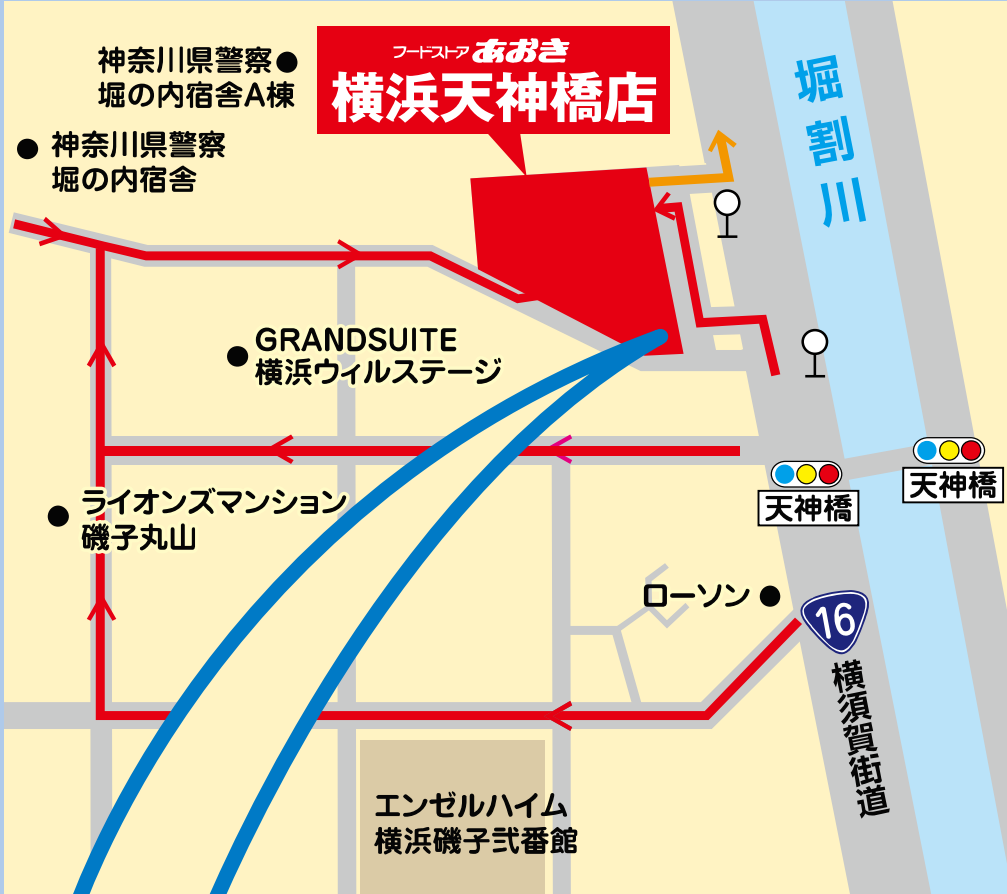 神奈川県警察
堀の内宿舎A棟
フードストアあおき
横浜天神橋店
堀割川
神奈川県警察
堀の内宿舎
GRANDSUITE
横浜ウィルステージ
天神橋
天神橋
ライオンズマンション
磯子丸山
ローソン
16
横須賀街道
エンゼルハイム
横浜磯子弐番館